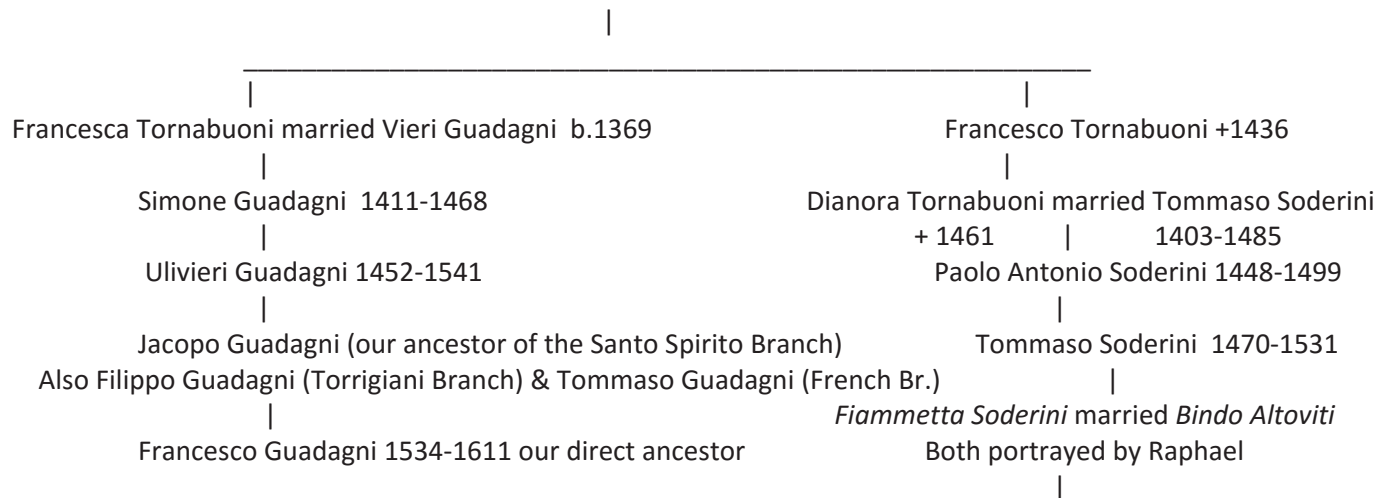 Francesca Tornabuoni married Vieri Guadagni b.1369 Francesco Tornabuoni +1436
Simone Guadagni 1411-1468 Dianora Tornabuoni married Tommaso Soderini
+ 1461 1403-1485
Ulivieri Guadagni 1452-1541 Paolo Antonio Soderini 1448-1499
Jacopo Guadagni (our ancestor of the Santo Spirito Branch) Tommaso Soderini 1470-1531
Also Filippo Guadagni (Torrigiani Branch) & Tommaso Guadagni (French Br.)
Fiammetta Soderini married Bindo Altoviti
Francesco Guadagni 1534-1611 our direct ancestor Both portrayed by Raphael